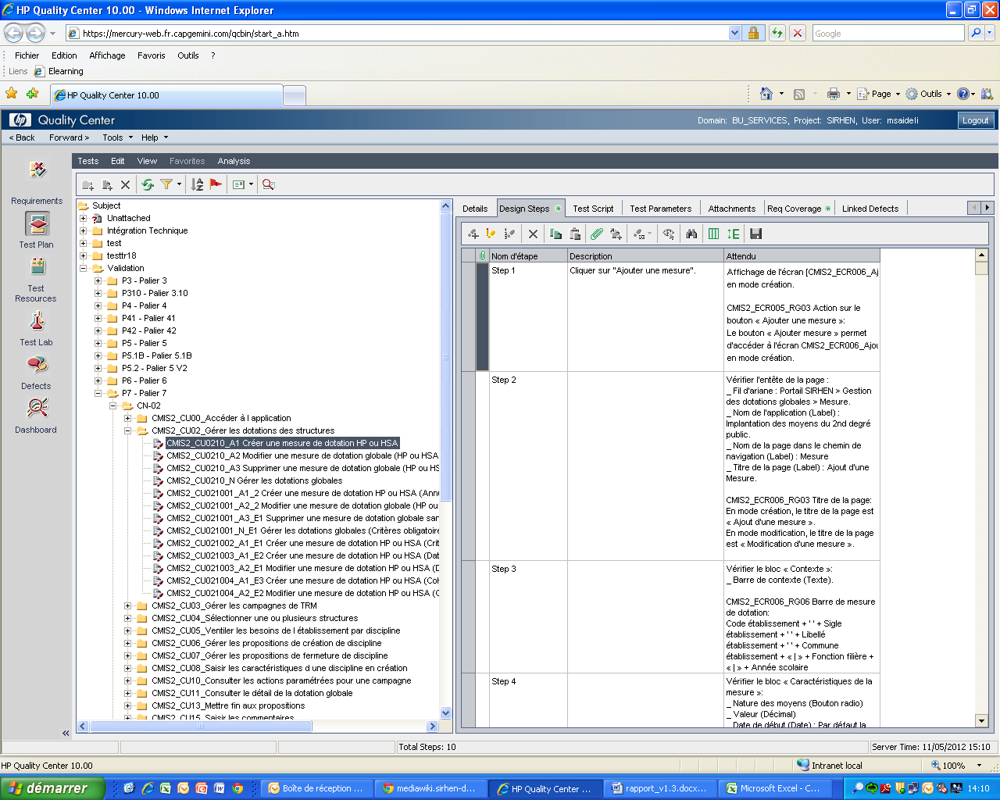 HP Quality Center 10.00 - Windows Internet Explorer
https://mercury-web.fr.capgemini.com/qcbin/start_a.htm
Google
Fichier Edition Affichage Favoris Outils ?
Liens Elearning
HP Quality Center 10.00
Page Outils
hp Quality Center
Domain: BU_SERVICES, Project: SIRHEN, User: msaideli
Logout
< Back Forward > Tools Help
Tests Edit View Favorites Analysis
Requirements
Test Plan
Test
Resources
Test Lab
Defects
Dashboard
Subject
Unattached
Intégration Technique
test
testtr18
Validation
P3 - Palier 3
P310 - Palier 3.10
P4 - Palier 4
P41 - Palier 41
P42 - Palier 42
P5 - Palier 5
P5.1B - Palier 5.1B
P5.2 - Palier 5 V2
P6 - Palier 6
P7 - Palier 7
CN-02
CMIS2_CU00_Accéder à l application
CMIS2_CU02_Gérer les dotations des structures
CMIS2_CU0210_A1 Créer une mesure de dotation HP ou HSA
CMIS2_CU0210_A2 Modifier une mesure de dotation globale (HP ou HSA
CMIS2_CU0210_A3 Supprimer une mesure de dotation globale (HP ou HS
CMIS2_CU0210_N Gérer les dotations globales
CMIS2_CU021001_A1_2 Créer une mesure de dotation HP ou HSA (Annu
CMIS2_CU021001_A2_2 Modifier une mesure de dotation globale (HP ou
CMIS2_CU021001_A3_E1 Supprimer une mesure de dotation globale san
CMIS2_CU021001_N_E1 Gérer les dotations globales (Critères obligatoire
CMIS2_CU021002_A1_E1 Créer une mesure de dotation HP ou HSA (Crit
CMIS2_CU021003_A1_E2 Créer une mesure de dotation HP ou HSA (Dat
CMIS2_CU021003_A2_E1 Modifier une mesure de dotation HP ou HSA (D
CMIS2_CU021004_A1_E3 Créer une mesure de dotation HP ou HSA (Coh
CMIS2_CU021004_A2_E2 Modifier une mesure de dotation HP ou HSA (C
CMIS2_CU03_Gérer les campagnes de TRM
CMIS2_CU04_Sélectionner une ou plusieurs structures
CMIS2_CU05_Ventiler les besoins de l établissement par discipline
CMIS2_CU06_Gérer les propositions de création de discipline
CMIS2_CU07_Gérer les propositions de fermeture de discipline
CMIS2_CU08_Saisir les caractéristiques d une discipline en création
CMIS2_CU10_Consulter les actions paramétrées pour une campagne
CMIS2_CU11_Consulter le détail de la dotation globale
CMIS2_CU13_Mettre fin aux propositions
CMIS2_CU15_Saisir les commentaires
Details Design Steps Test Script Test Parameters Attachments Req Coverage Linked Defects
Nom d'étape Description Attendu
Step 1 Cliquer sur "Ajouter une mesure". Affichage de l'écran [CMIS2_ECR006_Aj
en mode création.
CMIS2_ECR005_RG03 Action sur le
bouton « Ajouter une mesure »:
Le bouton « Ajouter mesure » permet
d'accéder à l'écran CMIS2_ECR006_Ajou
en mode création.
Step 2 Vérifier l'entête de la page :
_ Fil d'ariane : Portail SIRHEN > Gestion
des dotations globales > Mesure.
_ Nom de l'application (Label) :
Implantation des moyens du 2nd degré
public.
_ Nom de la page dans le chemin de
navigation (Label) : Mesure
_ Titre de la page (Label) : Ajout d'une
Mesure.
CMIS2_ECR006_RG03 Titre de la page:
En mode création, le titre de la page est
« Ajout d'une mesure ».
En mode modification, le titre de la page
est « Modification d'une mesure ».
Step 3 Vérifier le bloc « Contexte »:
_ Barre de contexte (Texte).
CMIS2_ECR006_RG06 Barre de mesure
de dotation:
Code établissement + ' ' + Sigle
établissement + ' ' + Libellé
établissement + ' ' + Commune
établissement + « | » + Fonction filière +
« | » + Année scolaire
Step 4 Vérifier le bloc « Caractéristiques de la
mesure »:
_ Nature des moyens (Bouton radio)
_ Valeur (Décimal)
_ Date de début (Date) : Par défaut la
Total Steps: 10
Server Time: 11/05/2012 15:10
HP Quality Center 10.00
Intranet local
100%
démarrer
Boîte de réception ...
mediawiki.sirhen-d...
HP Quality Center ...
rapport_v1.3.docx...
Microsoft Excel - C...
14:10